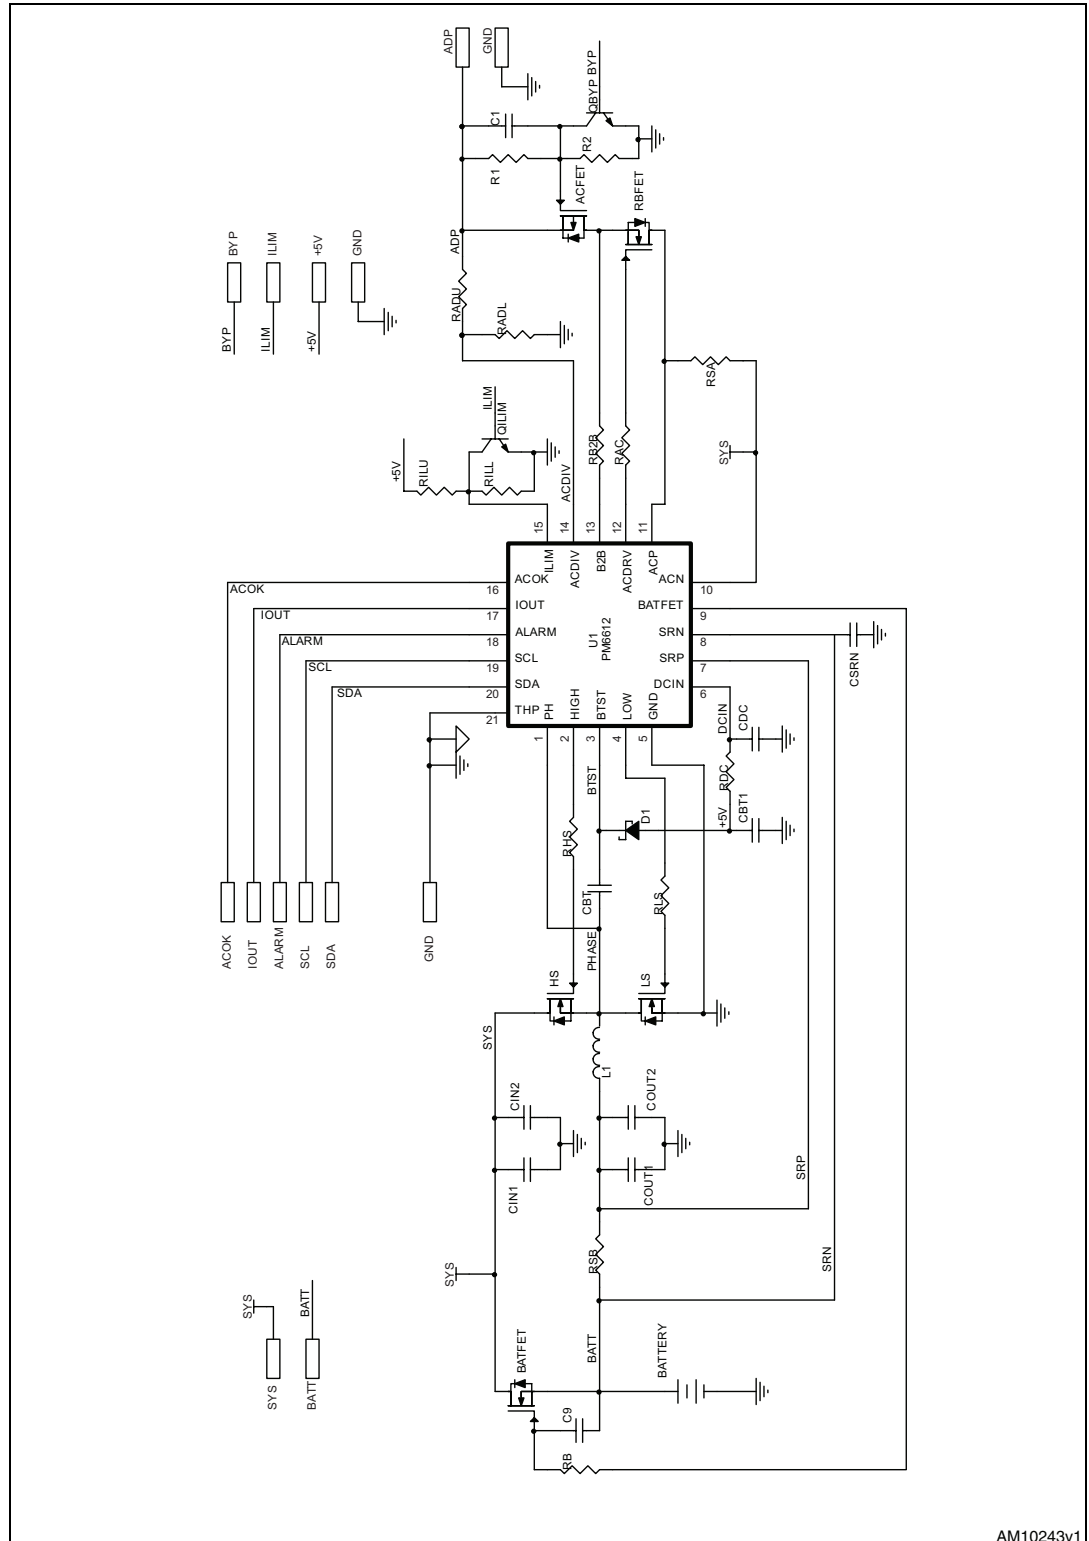 ADP
GND
C1
QBYP BYP
R1
R2
ACFET
RBFET
BYP
ILIM
+5V
GND
BYP
ILIM
+5V
ADP
RADU
RADL
RSA
ILIM
QILIM
+5V
RILU
RILL
ACDIV
RB2B
RAC
SYS
15
14
13
12
11
ILIM
ACDIV
B2B
ACDRV
ACP
ACOK
16
ACOK
ACN
10
IOUT
17
IOUT
BATFET
9
ALARM
18
ALARM
U1
PM6612
SRN
8
CSRN
SCL
19
SCL
SRP
7
SDA
20
SDA
DCIN
6
THP
21
PH
HIGH
BTST
LOW
GND
1
2
3
4
5
BTST
DCIN
CDC
RDC
+5V
CBT1
D1
RHS
CBT
RLS
ACOK
IOUT
ALARM
SCL
SDA
GND
PHASE
HS
LS
SYS
L1
CIN2
COUT2
CIN1
COUT1
SRP
SYS
RSB
SRN
SYS
BATT
SYS
BATT
BATFET
BATT
BATTERY
C9
RB
AM10243v1